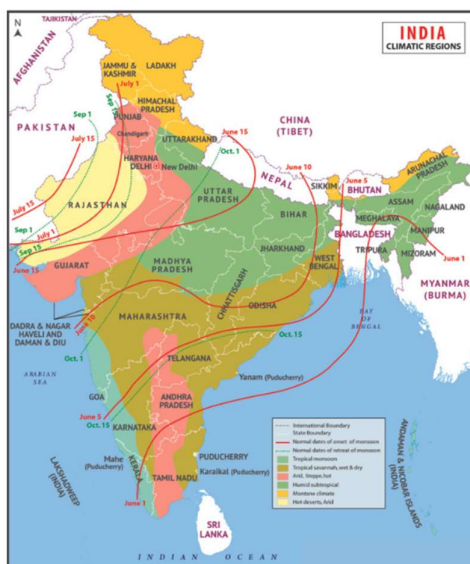 N
TAJIKISTAN
INDIA
CLIMATIC REGIONS
AFGHANISTAN
JAMMU &
KASHMIR
LADAKH
July 1
Sep 15
HIMACHAL
PRADESH
PUNJAB
Chandigarh
Sep 1
PAKISTAN
July 15
June 15
CHINA
(TIBET)
UTTARAKHAND
Oct. 1
HARYANA
DELHI
New Delhi
June 10
NEPAL
June 5
SIKKIM
BHUTAN
ARUNACHAL
PRADESH
July 15
RAJASTHAN
UTTAR
PRADESH
ASSAM
NAGALAND
Sep 1
July 1
BIHAR
MEGHALAYA
MANIPUR
BANGLADESH
Sep 15
June 15
GUJARAT
MADHYA
PRADESH
JHARKHAND
WEST
BENGAL
TRIPURA
MIZORAM
June 1
MYANMAR
(BURMA)
CHHATTISGARH
ODISHA
June 10
DADRA & NAGAR
HAVELI AND
DAMAN & DIU
MAHARASHTRA
Oct. 1
Oct. 15
BAY
OF
BENGAL
ARABIAN
SEA
TELANGANA
Yanam (Puducherry)
GOA
ANDHRA
PRADESH
June 5
Oct. 15
KARNATAKA
International Boundary
State Boundary
Normal dates of onset of monsoon
Normal dates of retreat of monsoon
Tropical monsoon
Tropical savannah, wet & dry
Arid, Steppe, hot
Humid subtropical
Montane climate
Hot deserts, Arid
PUDUCHERRY
Mahe
(Puducherry)
Karaikal (Puducherry)
KERALA
TAMIL NADU
June 1
LAKSHADWEEP
(INDIA)
ANDAMAN & NICOBAR ISLANDS
(INDIA)
SRI
LANKA
INDIAN OCEAN